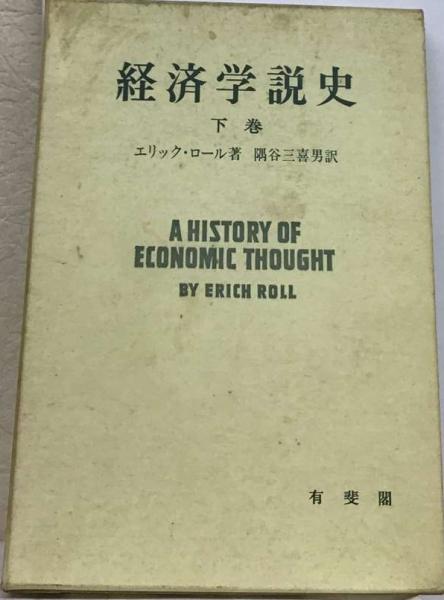 経済学説史
下巻
エリック・ロール著 隅谷三喜男訳
A HISTORY OF
ECONOMIC THOUGHT
BY ERICH ROLL
有斐閣